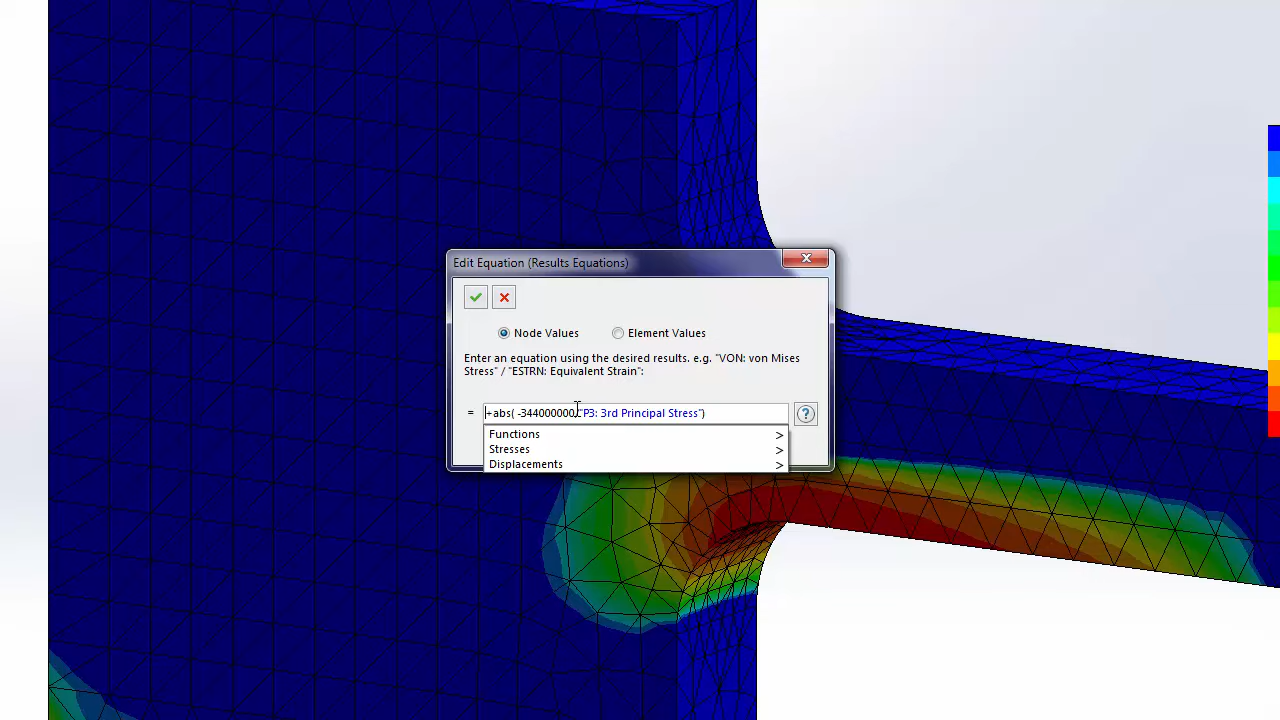 Edit Equation (Results Equations)
Node Values
Element Values
Enter an equation using the desired results. e.g. "VON: von Mises
Stress" / "ESTRN: Equivalent Strain":
= +abs( -344000000/"P3: 3rd Principal Stress")
?
Functions >
Stresses >
Displacements >